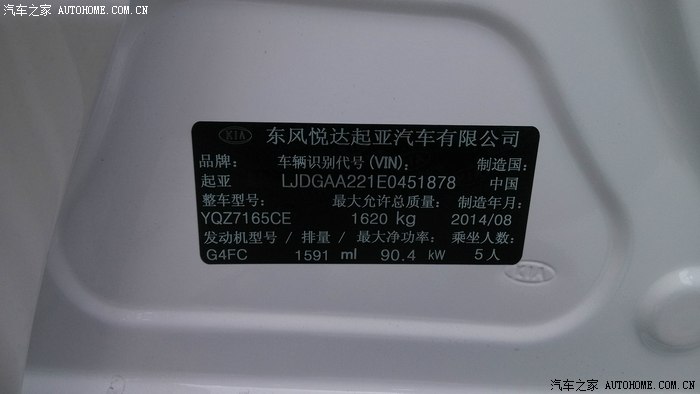 汽车之家 AUTOHOME.COM.CN
KIA 东风悦达起亚汽车有限公司
品牌： 车辆识别代号(VIN)： 制造国：
起亚 LJDGAA221E0451878 中国
整车型号： 最大允许总质量： 制造年月：
YQZ7165CE 1620 kg 2014/08
发动机型号 / 排量 / 最大净功率： 乘坐人数：
G4FC 1591 ml 90.4 kW 5人
KIA
汽车之家 AUTOHOME.COM.CN